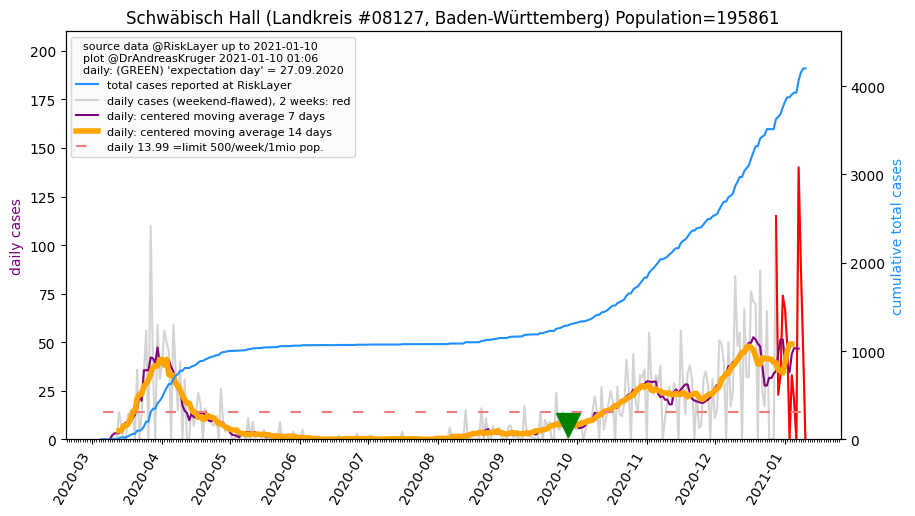 Schwäbisch Hall (Landkreis #08127, Baden-Württemberg) Population=195861
source data @RiskLayer up to 2021-01-10
plot @DrAndreasKruger 2021-01-10 01:06
daily: (GREEN) 'expectation day' = 27.09.2020
total cases reported at RiskLayer
daily cases (weekend-flawed), 2 weeks: red
daily: centered moving average 7 days
daily: centered moving average 14 days
daily 13.99 =limit 500/week/1mio pop.
daily cases
200
175
150
125
100
75
50
25
0
cumulative total cases
4000
3000
2000
1000
0
2020-03
2020-04
2020-05
2020-06
2020-07
2020-08
2020-09
2020-10
2020-11
2020-12
2021-01